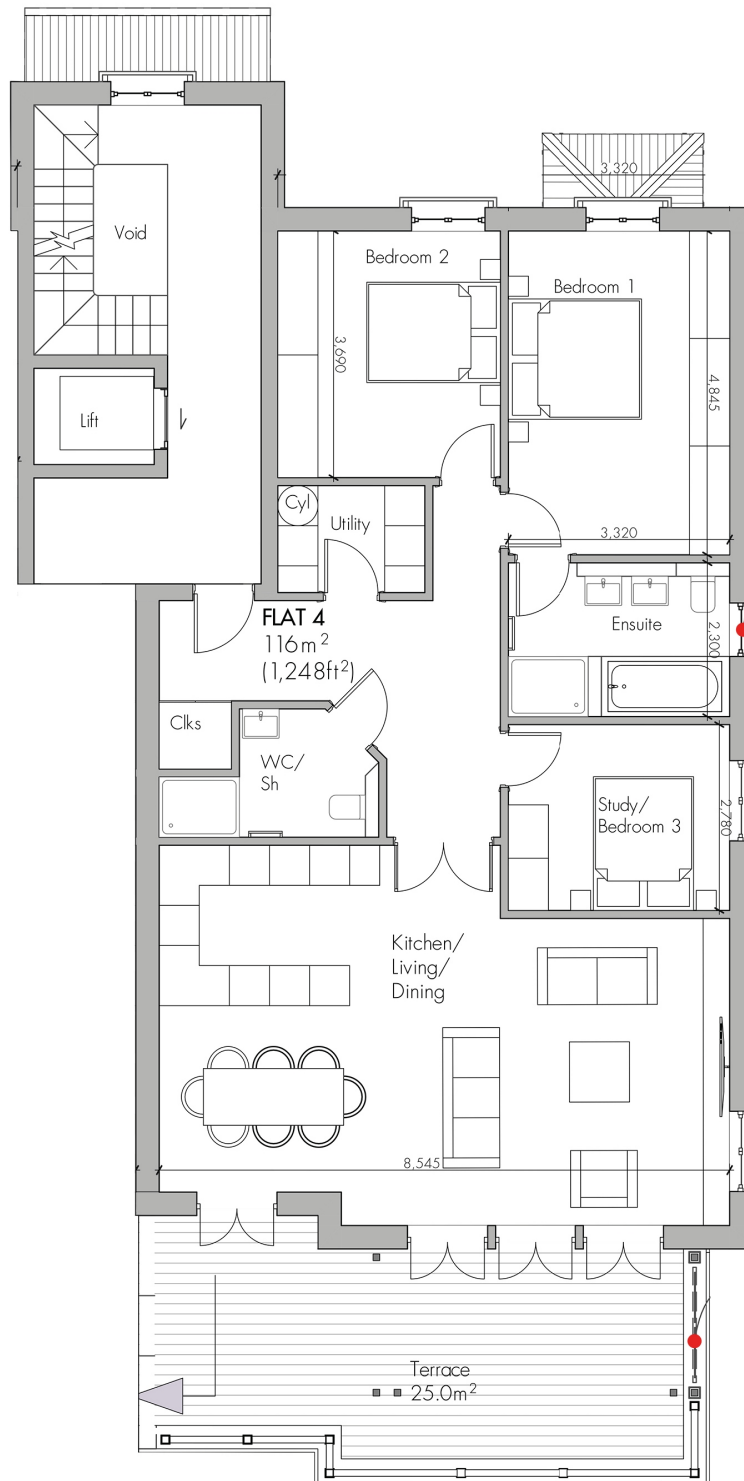 3,320
Void
Bedroom 2
Bedroom 1
3,690
4,845
Lift
Cyl
Utility
3,320
FLAT 4
116m²
(1,248ft²)
Ensuite
2,300
Clks
WC/
Sh
Study/
Bedroom 3
2,780
Kitchen/
Living/
Dining
8,545
Terrace
25.0m²